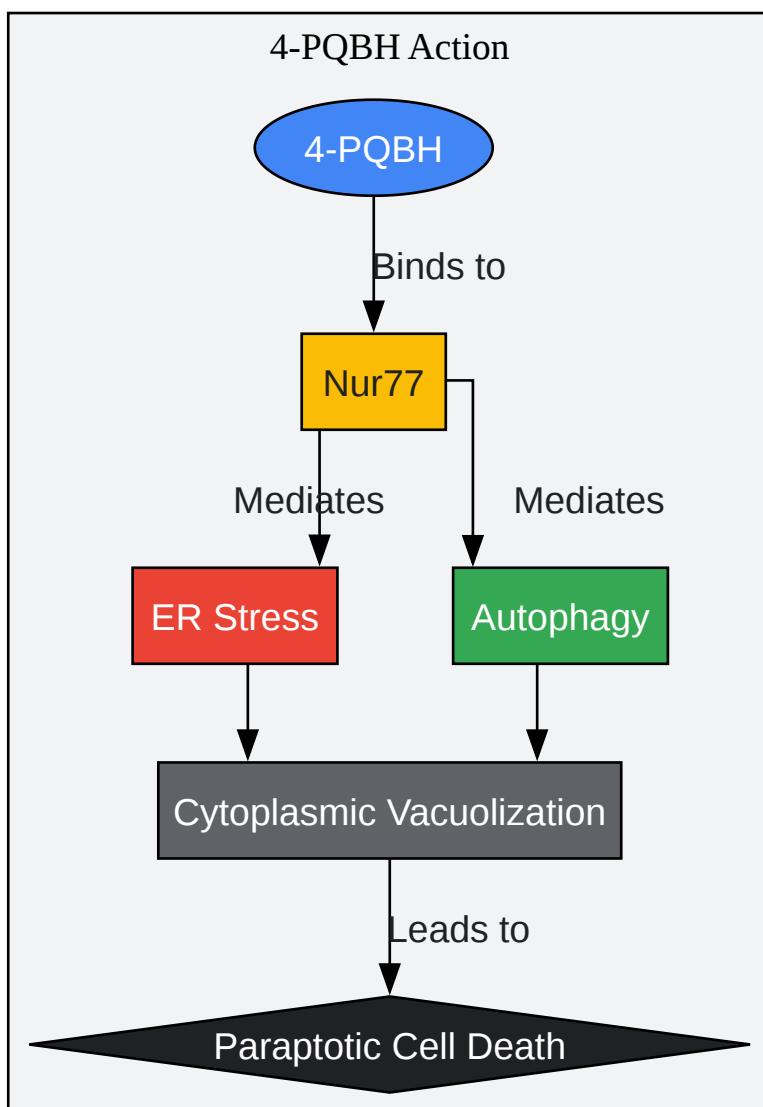 4-PQBH Action
4-PQBH
Binds to
Nur77
Mediates
Mediates
ER Stress
Autophagy
Cytoplasmic Vacuolization
Leads to
Paraptotic Cell Death